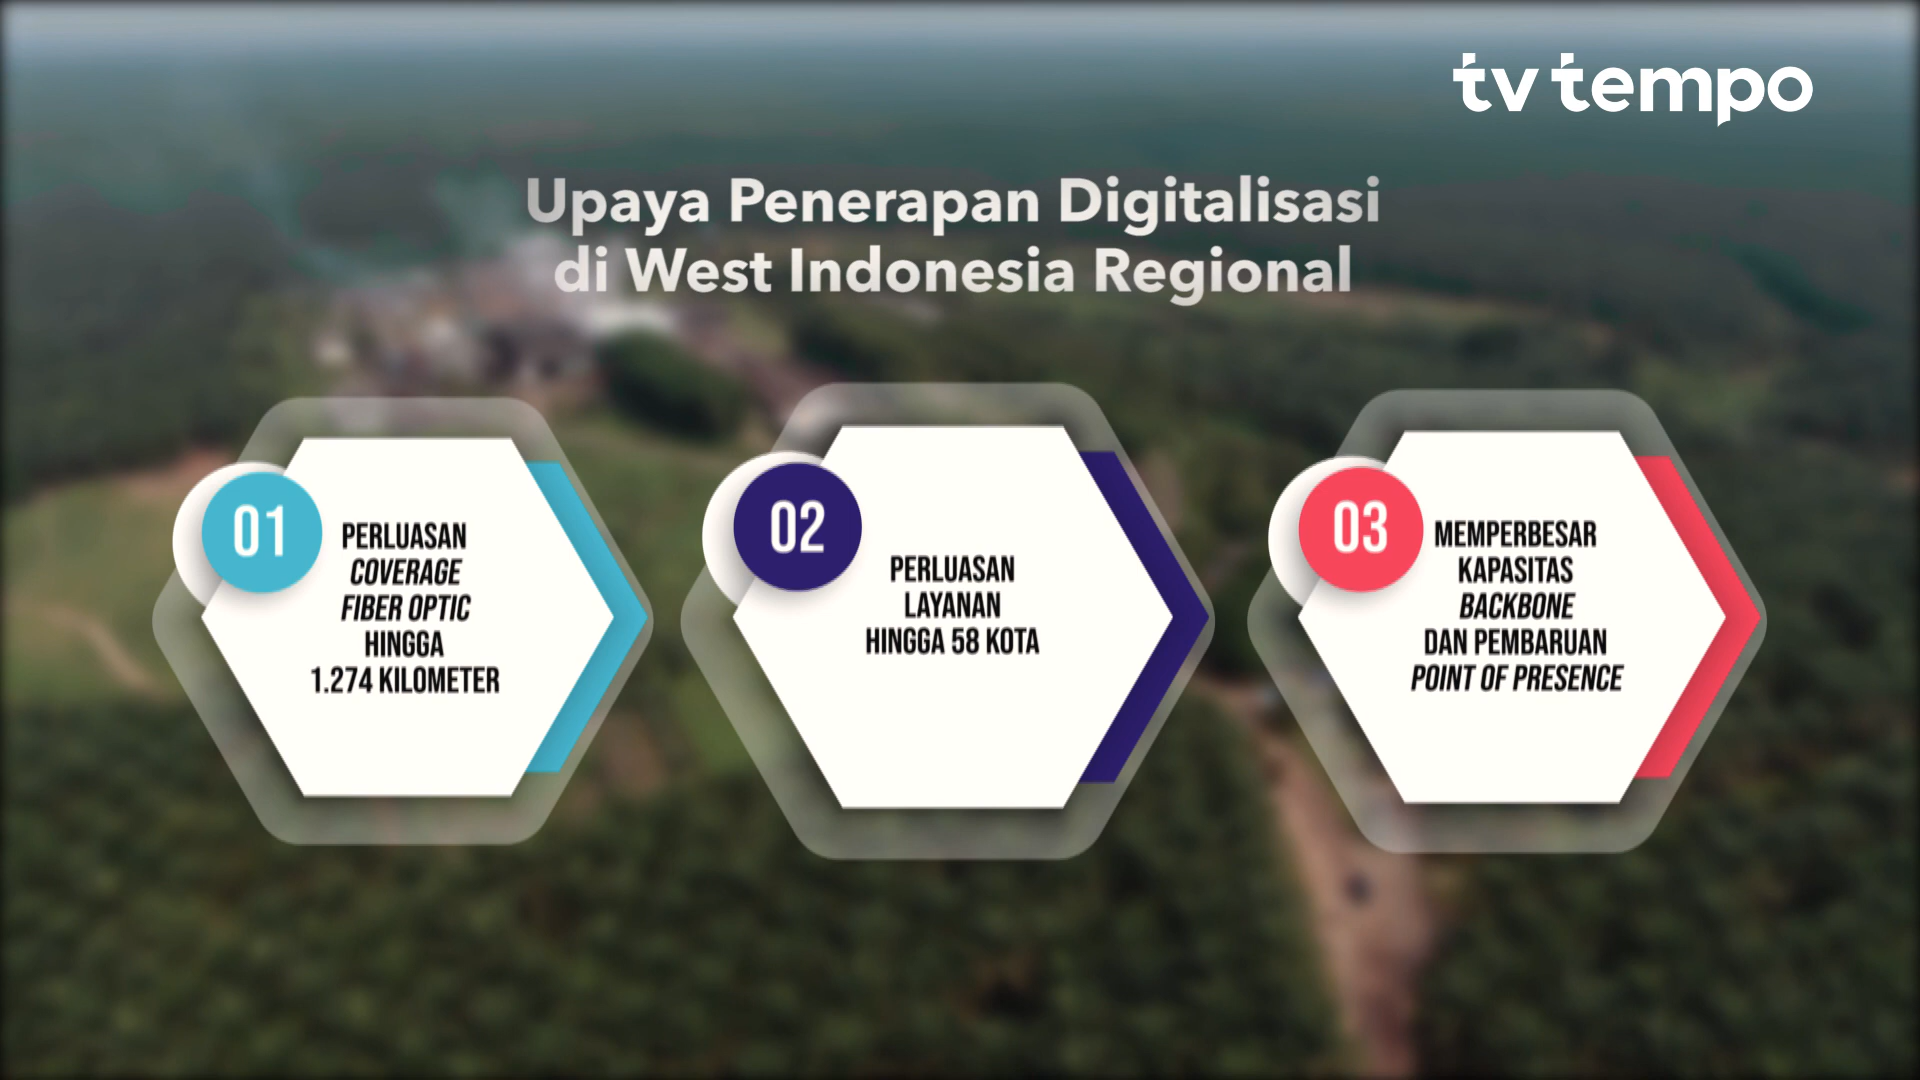 tv tempo
Upaya Penerapan Digitalisasi
di West Indonesia Regional
01
PERLUASAN
COVERAGE
FIBER OPTIC
HINGGA
1.274 KILOMETER
02
PERLUASAN
LAYANAN
HINGGA 58 KOTA
03
MEMPERBESAR
KAPASITAS
BACKBONE
DAN PEMBARUAN
POINT OF PRESENCE